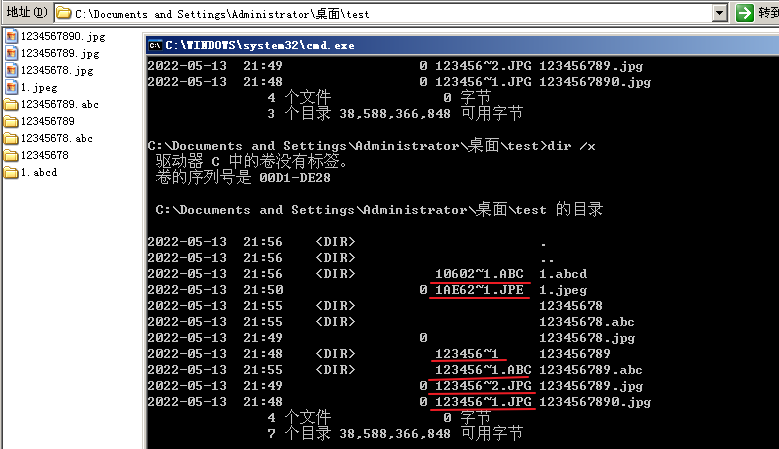 地址(D) C:\Documents and Settings\Administrator\桌面\test 转到
1234567890.jpg
123456789.jpg
12345678.jpg
1.jpeg
123456789.abc
123456789
12345678.abc
12345678
1.abcd
C:\WINDOWS\system32\cmd.exe
2022-05-13 21:49 0 123456~2.JPG 123456789.jpg
2022-05-13 21:48 0 123456~1.JPG 1234567890.jpg
4 个文件 0 字节
3 个目录 38,588,366,848 可用字节
C:\Documents and Settings\Administrator\桌面\test>dir /x
驱动器 C 中的卷没有标签。
卷的序列号是 00D1-DE28
C:\Documents and Settings\Administrator\桌面\test 的目录
2022-05-13 21:56 <DIR> .
2022-05-13 21:56 <DIR> ..
2022-05-13 21:56 <DIR> 10602~1.ABC 1.abcd
2022-05-13 21:50 0 1AE62~1.JPE 1.jpeg
2022-05-13 21:55 <DIR> 12345678
2022-05-13 21:55 <DIR> 12345678.abc
2022-05-13 21:49 0 12345678.jpg
2022-05-13 21:48 <DIR> 123456~1 123456789
2022-05-13 21:55 <DIR> 123456~1.ABC 123456789.abc
2022-05-13 21:49 0 123456~2.JPG 123456789.jpg
2022-05-13 21:48 0 123456~1.JPG 1234567890.jpg
4 个文件 0 字节
7 个目录 38,588,366,848 可用字节